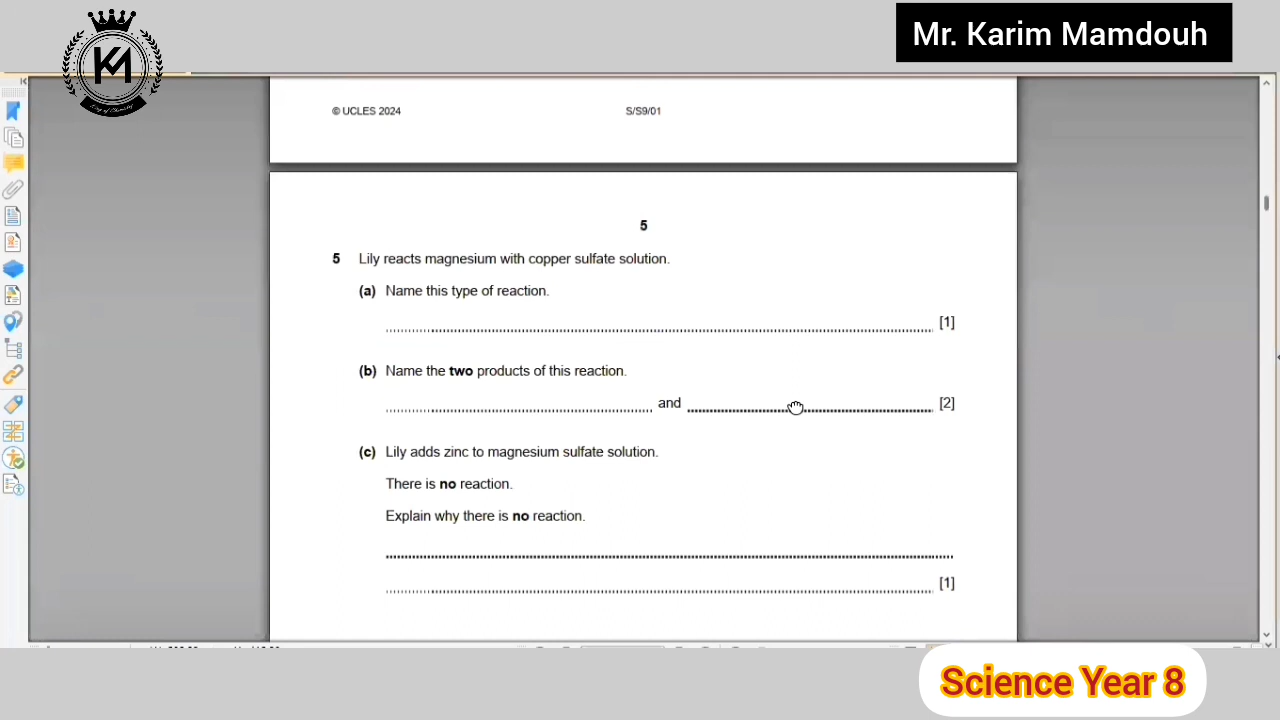 Mr. Karim Mamdouh
KM
© UCLES 2024 S/S9/01
5
5 Lily reacts magnesium with copper sulfate solution.
(a) Name this type of reaction.
[1]
(b) Name the two products of this reaction.
and [2]
(c) Lily adds zinc to magnesium sulfate solution.
There is no reaction.
Explain why there is no reaction.
[1]
Science Year 8